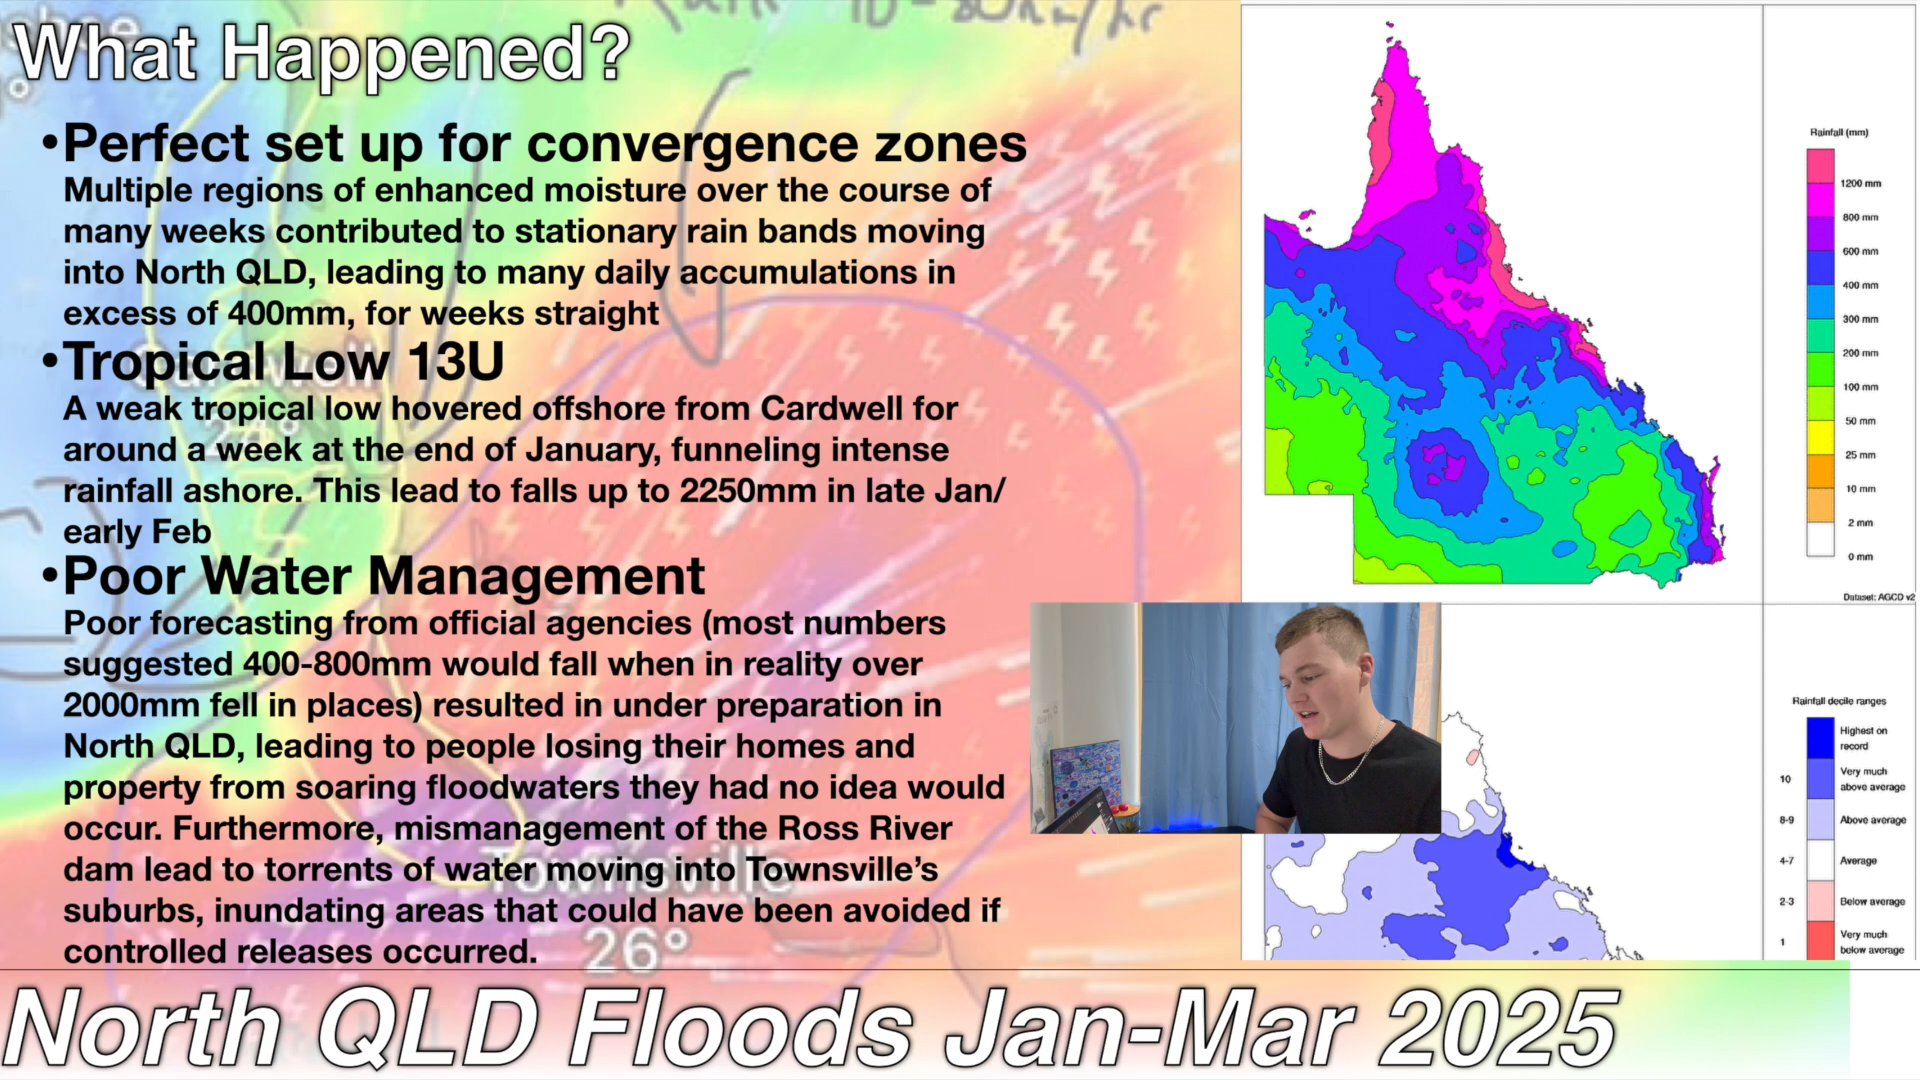 What Happened?
•Perfect set up for convergence zones
Multiple regions of enhanced moisture over the course of
many weeks contributed to stationary rain bands moving
into North QLD, leading to many daily accumulations in
excess of 400mm, for weeks straight
•Tropical Low 13U
A weak tropical low hovered offshore from Cardwell for
around a week at the end of January, funneling intense
rainfall ashore. This lead to falls up to 2250mm in late Jan/
early Feb
•Poor Water Management
Poor forecasting from official agencies (most numbers
suggested 400-800mm would fall when in reality over
2000mm fell in places) resulted in under preparation in
North QLD, leading to people losing their homes and
property from soaring floodwaters they had no idea would
occur. Furthermore, mismanagement of the Ross River
dam lead to torrents of water moving into Townsville’s
suburbs, inundating areas that could have been avoided if
controlled releases occurred.
Townsville
26°
North QLD Floods Jan-Mar 2025
Rainfall (mm)
1200 mm
800 mm
600 mm
400 mm
300 mm
200 mm
100 mm
50 mm
25 mm
10 mm
2 mm
0 mm
Dataset: AGCD v2
Rainfall decile ranges
Highest on
record
10 Very much
above average
8-9 Above average
4-7 Average
2-3 Below average
1 Very much
below average